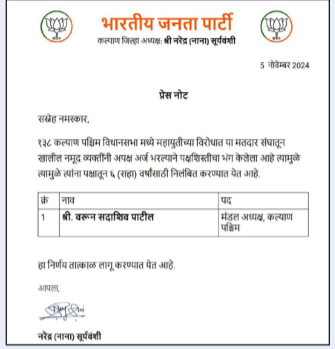 भारतीय जनता पार्टी
कल्याण जिल्हा अध्यक्ष: श्री नरेंद्र (नाना) सूर्यवंशी
5 नोवेम्बर 2024
प्रेस नोट
सस्नेह नमस्कार,
१३८ कल्याण पश्चिम विधानसभा मध्ये महायुतीच्या विरोधात या मतदार संघातून
खालील नमूद व्यक्तींनी अपक्ष अर्ज भरल्याने पक्षशिस्तीचा भंग केलेला आहे त्यामुळे
त्यामुळे त्यांना पक्षातून ६ (सहा) वर्षांसाठी निलंबित करण्यात येत आहे.
क्रं नाव पद
1 श्री. वरून सदाशिव पाटील मंडल अध्यक्ष, कल्याण
पश्चिम
हा निर्णय तात्काळ लागू करण्यात येत आहे.
आपला,
नरेंद्र (नाना) सूर्यवंशी